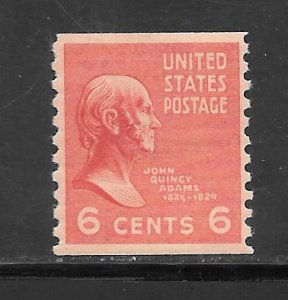 UNITED
STATES
POSTAGE
JOHN
QUINCY
ADAMS
1825-1829
6 CENTS 6